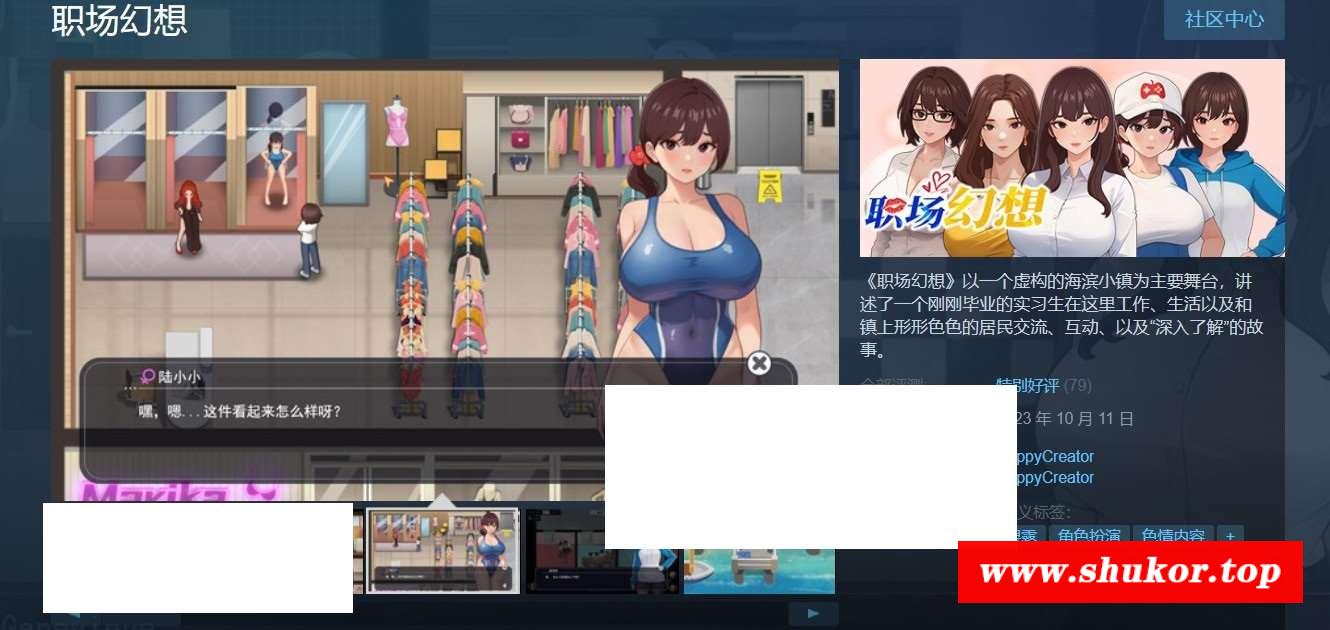 职场幻想
社区中心
职场幻想
《职场幻想》以一个虚构的海滨小镇为主要舞台，讲
述了一个刚刚毕业的实习生在这里工作、生活以及和
镇上形形色色的居民交流、互动、以及“深入了解”的故
事。
陆小小
嘿，嗯...这件看起来怎么样呀？
特别好评 (79)
23 年 10 月 11 日
ppyCreator
ppyCreator
义标签：
角色扮演 色情内容 +
Marika
www.shukor.top